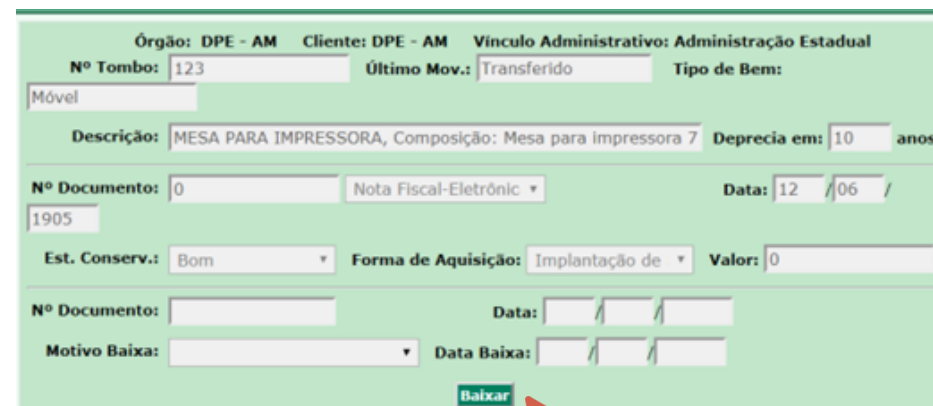 Órgão: DPE - AM Cliente: DPE - AM Vínculo Administrativo: Administração Estadual
Nº Tombo: 123 Último Mov.: Transferido Tipo de Bem:
Móvel
Descrição: MESA PARA IMPRESSORA, Composição: Mesa para impressora 7 Deprecia em: 10 anos
Nº Documento: 0 Nota Fiscal-Eletrônic Data: 12 / 06 /
1905
Est. Conserv.: Bom Forma de Aquisição: Implantação de Valor: 0
Nº Documento: Data: / /
Motivo Baixa: Data Baixa: / /
Baixar